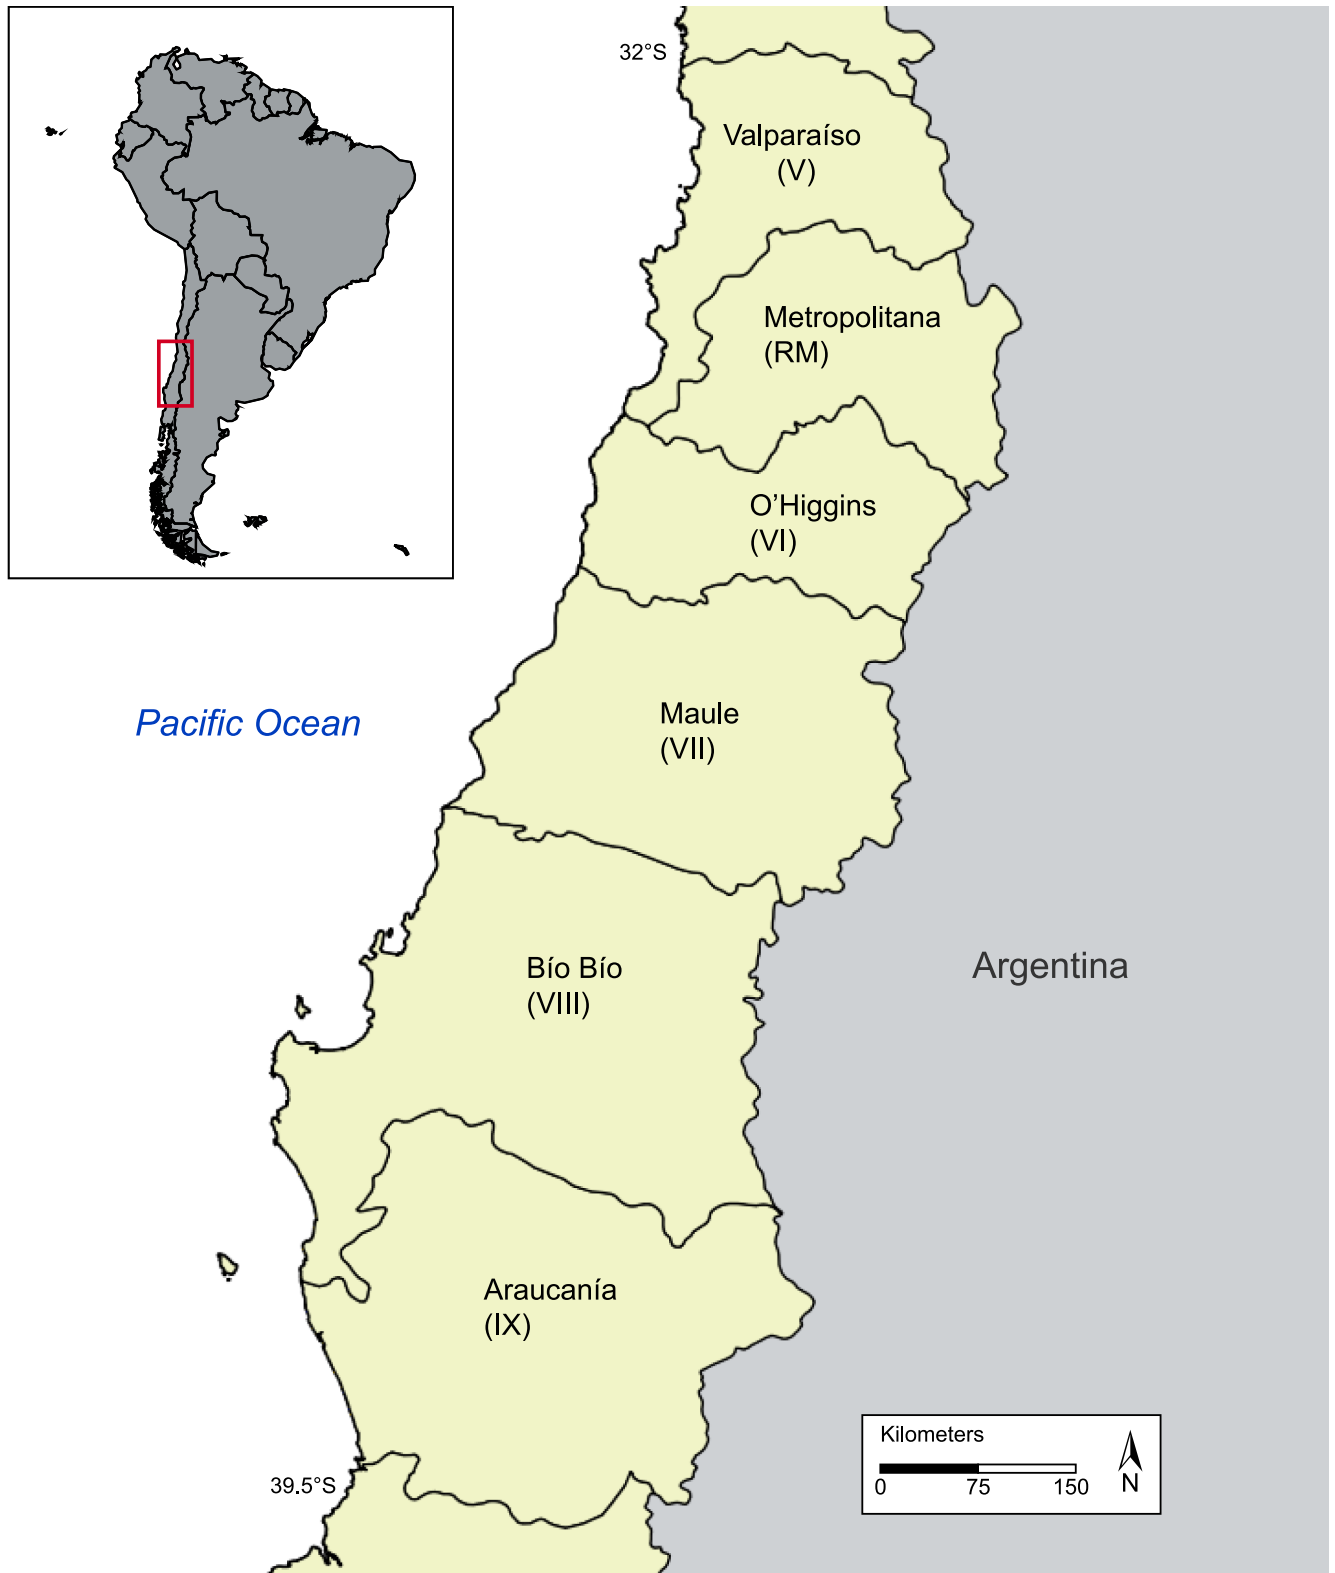 32°S
Valparaíso
(V)
Metropolitana
(RM)
O’Higgins
(VI)
Maule
(VII)
Pacific Ocean
Bío Bío
(VIII)
Argentina
Araucanía
(IX)
39.5°S
Kilometers
0 75 150
N